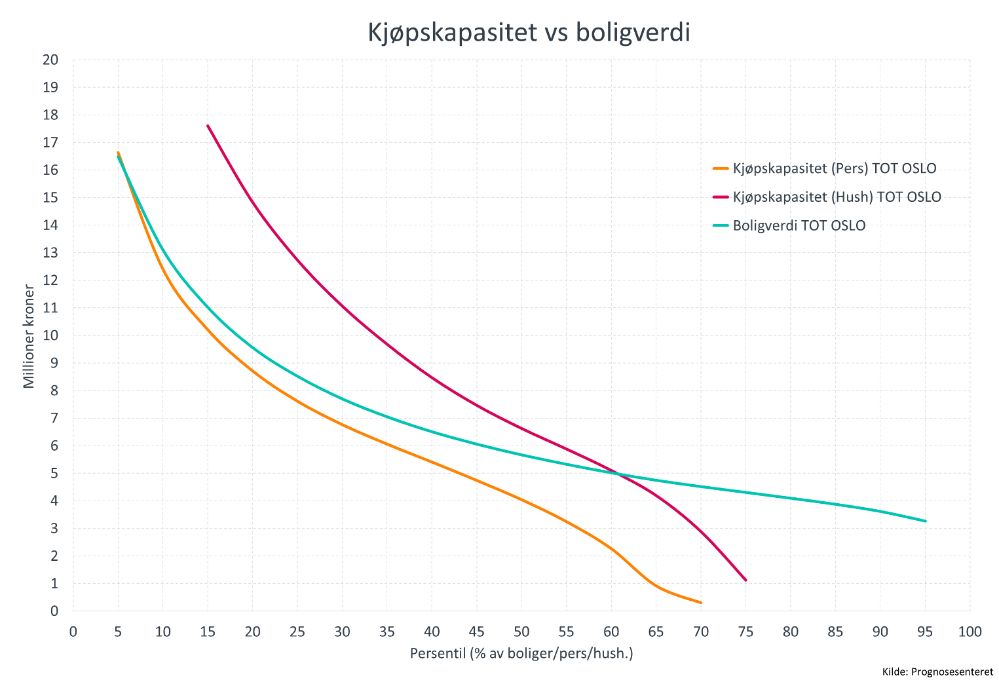 Kjøpskapasitet vs boligverdi
20
19
18
17
16
15
14
13
12
11
10
9
8
7
6
5
4
3
2
1
0
Millioner kroner
Kjøpskapasitet (Pers) TOT OSLO
Kjøpskapasitet (Hush) TOT OSLO
Boligverdi TOT OSLO
0 5 10 15 20 25 30 35 40 45 50 55 60 65 70 75 80 85 90 95 100
Persentil (% av boliger/pers/hush.)
Kilde: Prognosesenteret